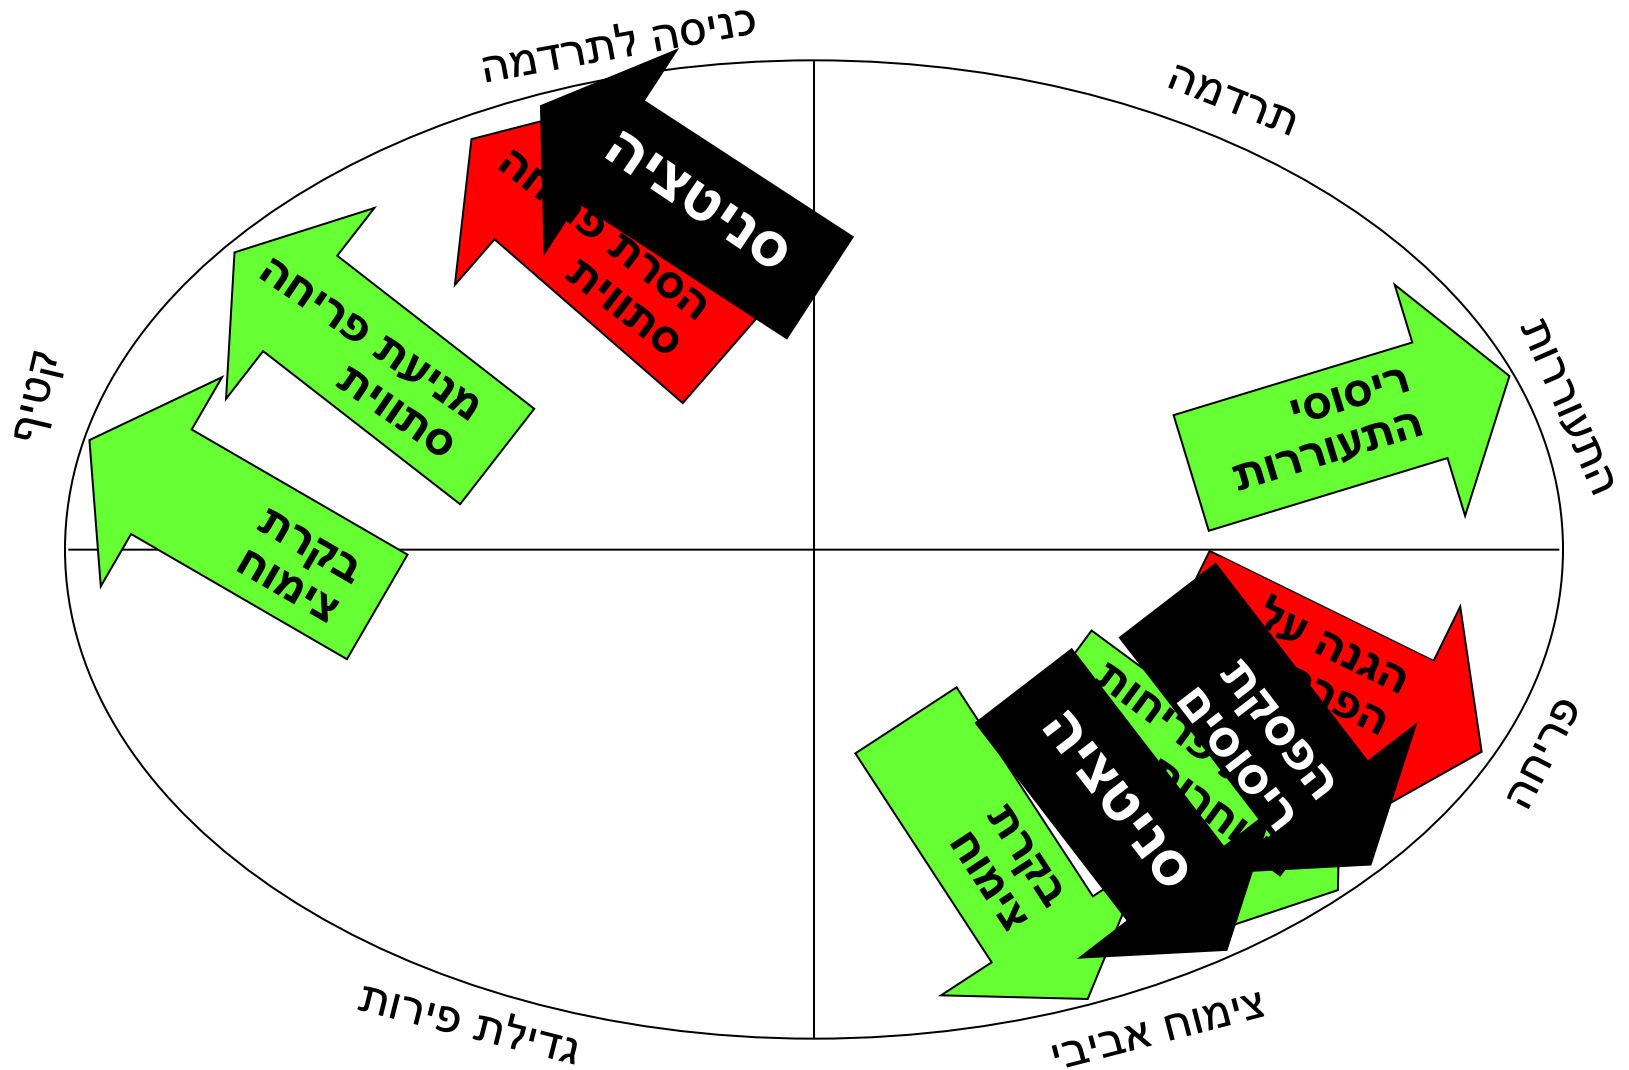 כניסה לתרדמה
תרדמה
התעוררות
פריחה
צימוח אביבי
גדילת פירות
קטיף
סניטציה
הסרת
סתווית
מניעת פריחה
סתווית
בקרת
צימוח
ריסוסי
התעוררות
הגנה על
הפסקת
ריסוסים
פריחות
סניטציה
בקרת
צימוח